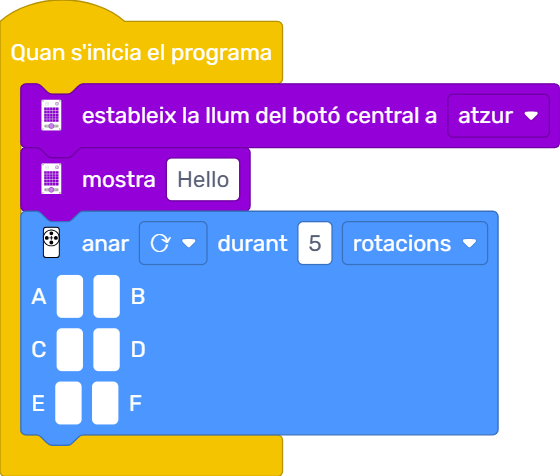 Quan s'inicia el programa
estableix la llum del botó central a atzur
mostra Hello
anar durant 5 rotacions
A B
C D
E F